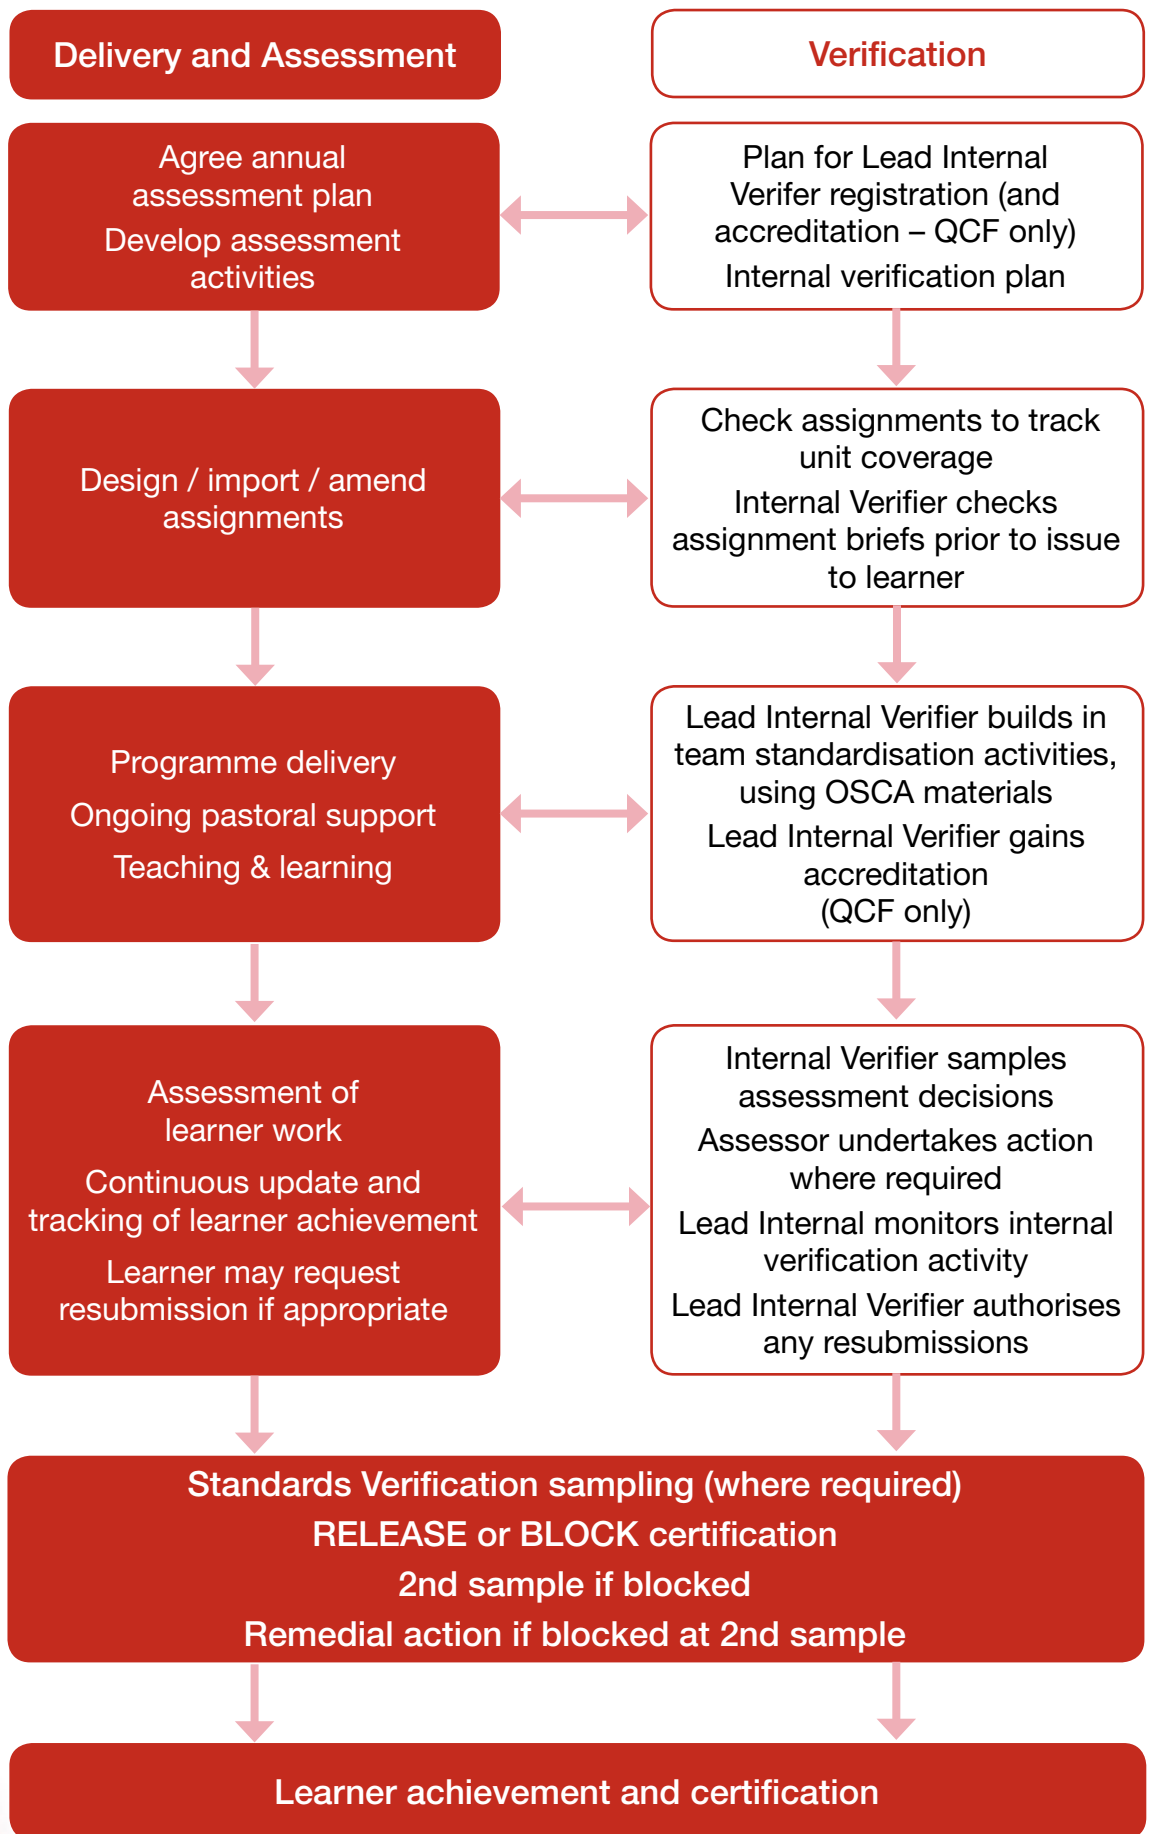 Delivery and Assessment
Verification
Agree annual
assessment plan
Develop assessment
activities
Plan for Lead Internal
Verifer registration (and
accreditation – QCF only)
Internal verification plan
Design / import / amend
assignments
Check assignments to track
unit coverage
Internal Verifier checks
assignment briefs prior to issue
to learner
Programme delivery
Ongoing pastoral support
Teaching & learning
Lead Internal Verifier builds in
team standardisation activities,
using OSCA materials
Lead Internal Verifier gains
accreditation
(QCF only)
Assessment of
learner work
Continuous update and
tracking of learner achievement
Learner may request
resubmission if appropriate
Internal Verifier samples
assessment decisions
Assessor undertakes action
where required
Lead Internal monitors internal
verification activity
Lead Internal Verifier authorises
any resubmissions
Standards Verification sampling (where required)
RELEASE or BLOCK certification
2nd sample if blocked
Remedial action if blocked at 2nd sample
Learner achievement and certification